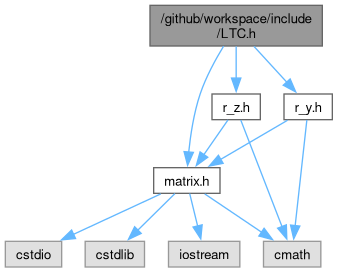 /github/workspace/include
/LTC.h
r_z.h
r_y.h
matrix.h
cstdio
cstdlib
iostream
cmath